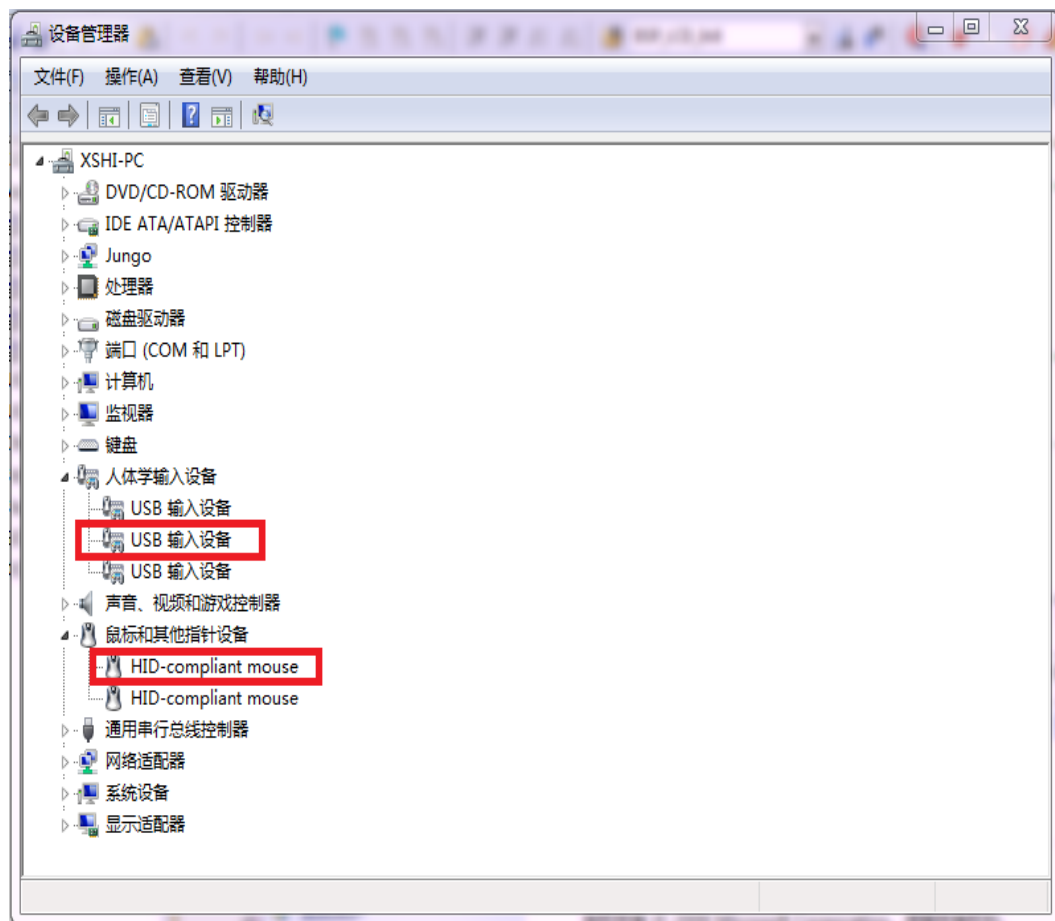 设备管理器
文件(F) 操作(A) 查看(V) 帮助(H)
XSHI-PC
DVD/CD-ROM 驱动器
IDE ATA/ATAPI 控制器
Jungo
处理器
磁盘驱动器
端口 (COM 和 LPT)
计算机
监视器
键盘
人体学输入设备
USB 输入设备
USB 输入设备
USB 输入设备
声音、视频和游戏控制器
鼠标和其他指针设备
HID-compliant mouse
HID-compliant mouse
通用串行总线控制器
网络适配器
系统设备
显示适配器